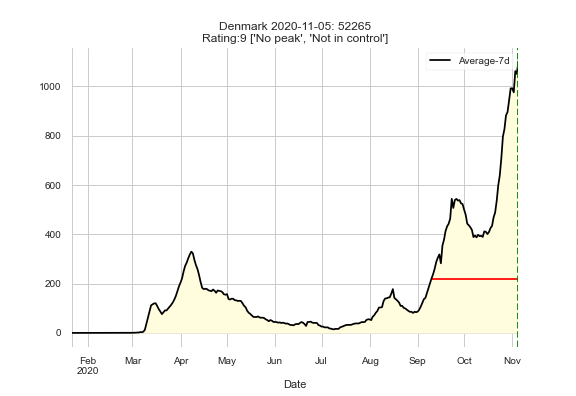 Denmark 2020-11-05: 52265
Rating:9 ['No peak', 'Not in control']
Average-7d
1000
800
600
400
200
0
Feb Mar Apr May Jun Jul Aug Sep Oct Nov
2020
Date